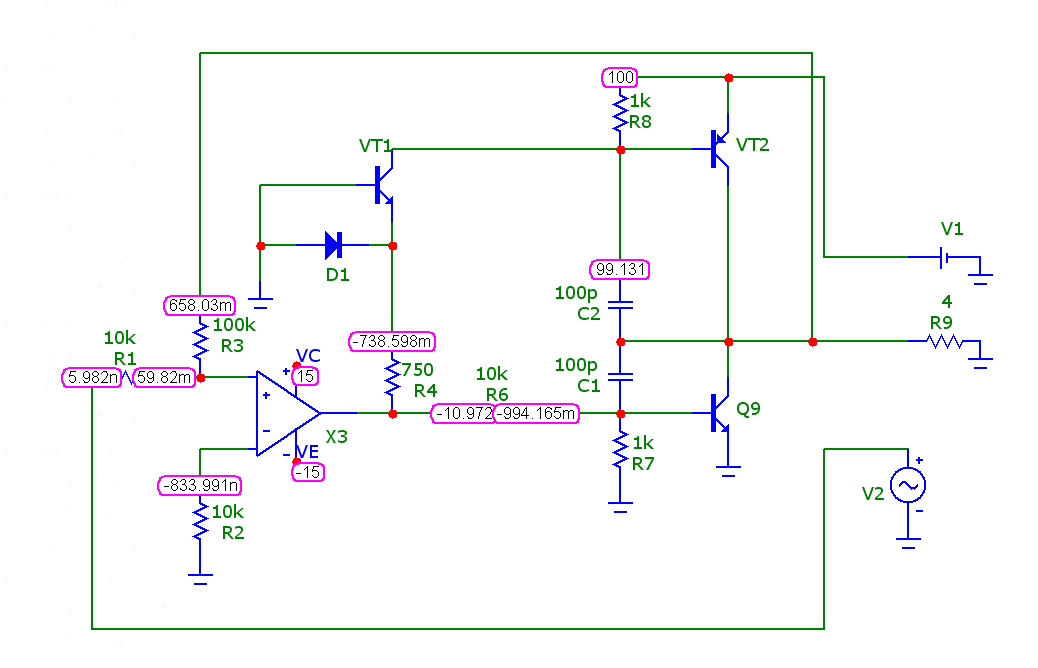 100
1k
R8
VT1
VT2
V1
D1
99.131
100p
C2
4
R9
658.03m
100k
R3
10k
R1
-738.598m
VC
+
15
100p
C1
5.982n
59.82m
750
R4
10k
R6
+
-
-10.972
-994.165m
Q9
X3
1k
R7
-
VE
-15
-833.991n
10k
R2
+
V2
-